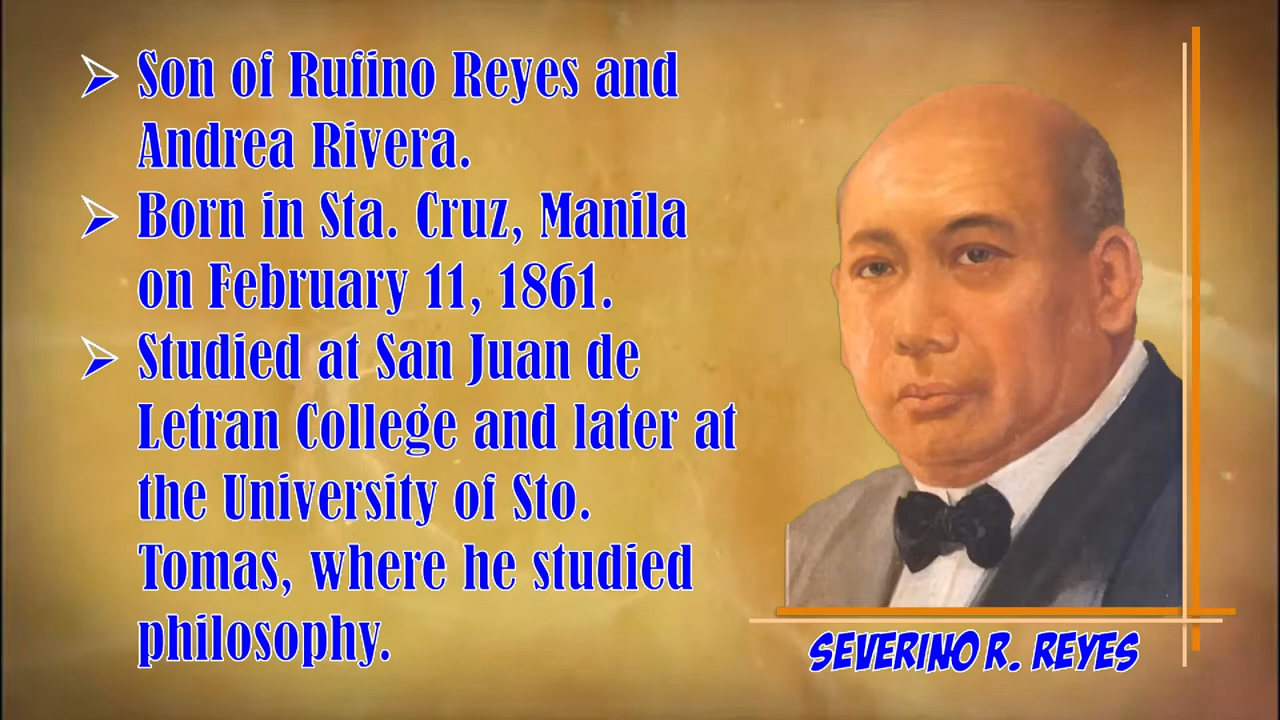 Son of Rufino Reyes and
Andrea Rivera.
Born in Sta. Cruz, Manila
on February 11, 1861.
Studied at San Juan de
Letran College and later at
the University of Sto.
Tomas, where he studied
philosophy.
SEVERINO R. REYES